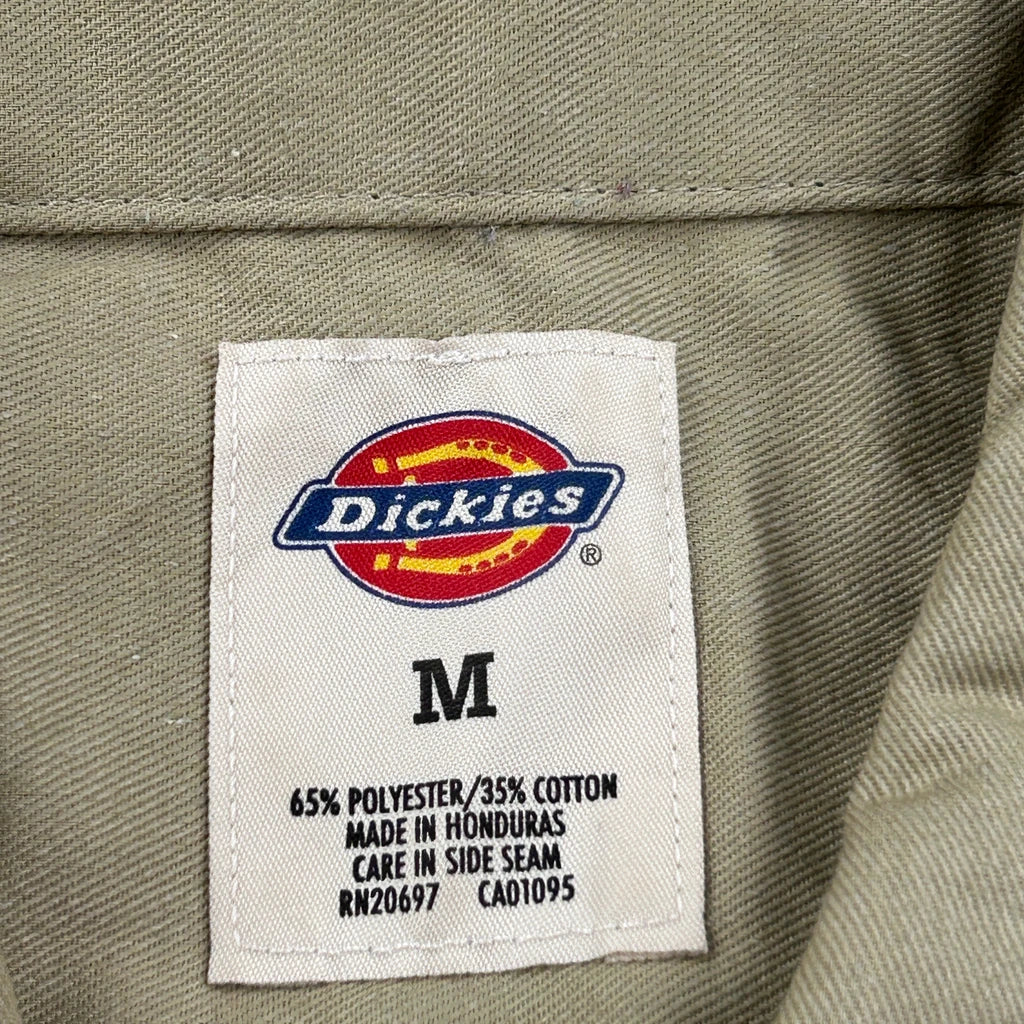 Dickies
®
M
65% POLYESTER/35% COTTON
MADE IN HONDURAS
CARE IN SIDE SEAM
RN20697 CA01095